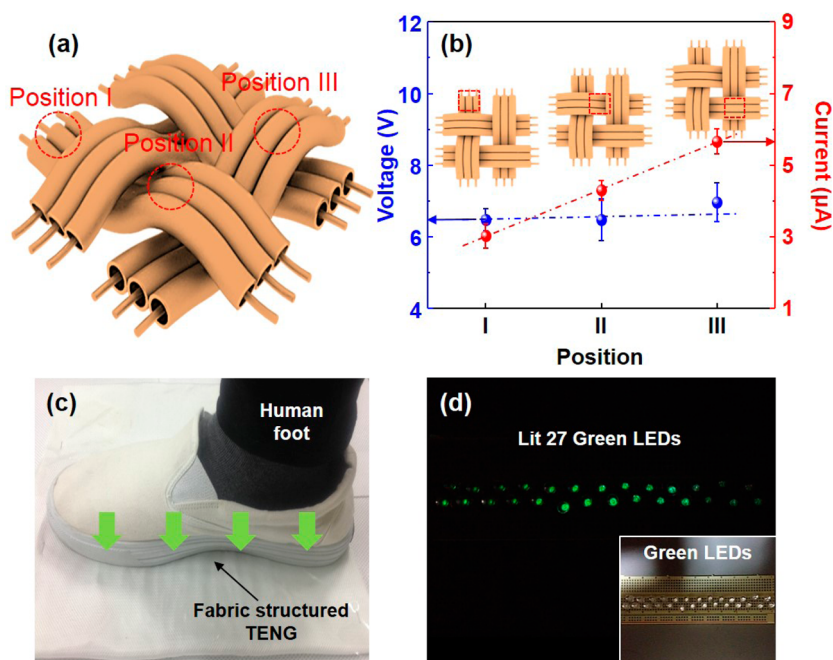 (a)
Position I
Position II
Position III
(b)
12
10
8
6
4
Voltage (V)
9
7
5
3
1
Current (μA)
I II III
Position
(c)
Human
foot
Fabric structured
TENG
(d)
Lit 27 Green LEDs
Green LEDs